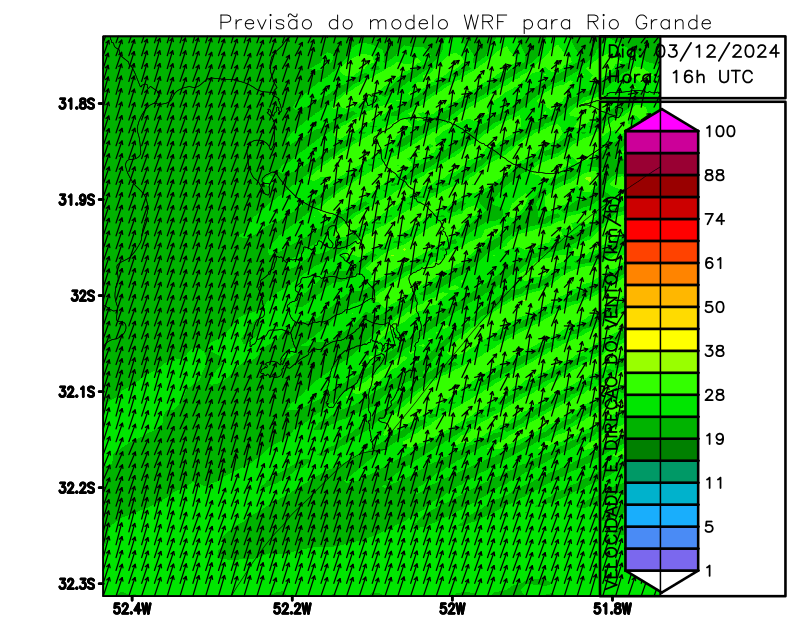 Previsão do modelo WRF para Rio Grande
Dia: 03/12/2024
Hora: 16h UTC
31.8S
31.9S
32S
32.1S
32.2S
32.3S
52.4W
52.2W
52W
51.8W
VELOCIDADE E DIREÇÃO DO VENTO (km/h)
100
88
74
61
50
38
28
19
11
5
1